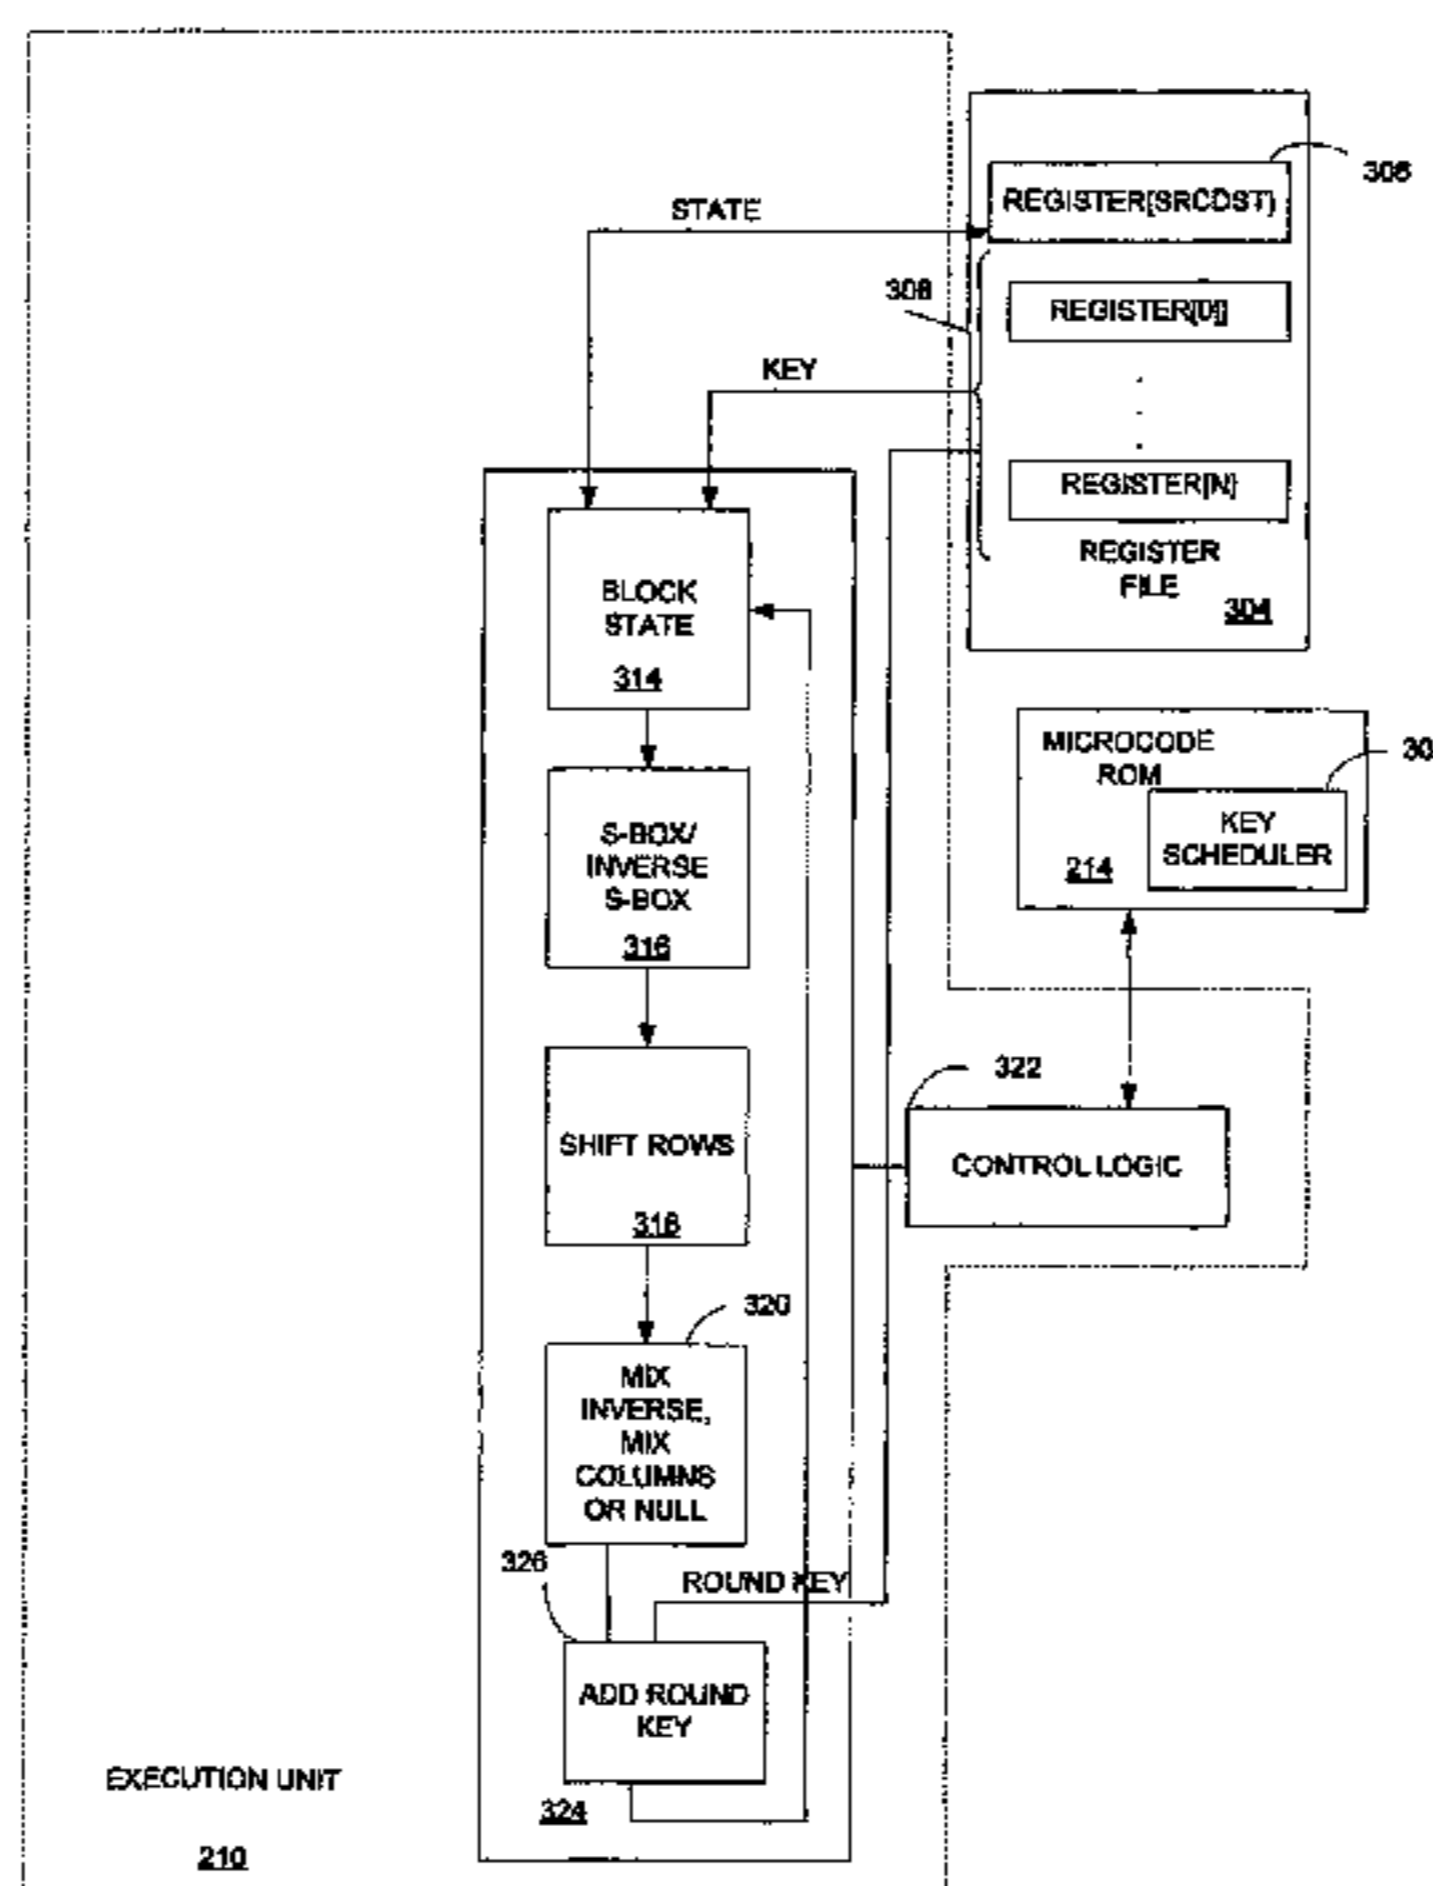 306
REGISTER[SRCDST]
STATE
308
REGISTER[0]
KEY
REGISTER[N]
REGISTER
FILE
304
BLOCK
STATE
314
MICROCODE
ROM
30
KEY
SCHEDULER
214
S-BOX/
INVERSE
S-BOX
316
322
SHIFT ROWS
318
CONTROL LOGIC
320
MIX
INVERSE,
MIX
COLUMNS
OR NULL
326
ROUND KEY
ADD ROUND
KEY
EXECUTION UNIT
324
210